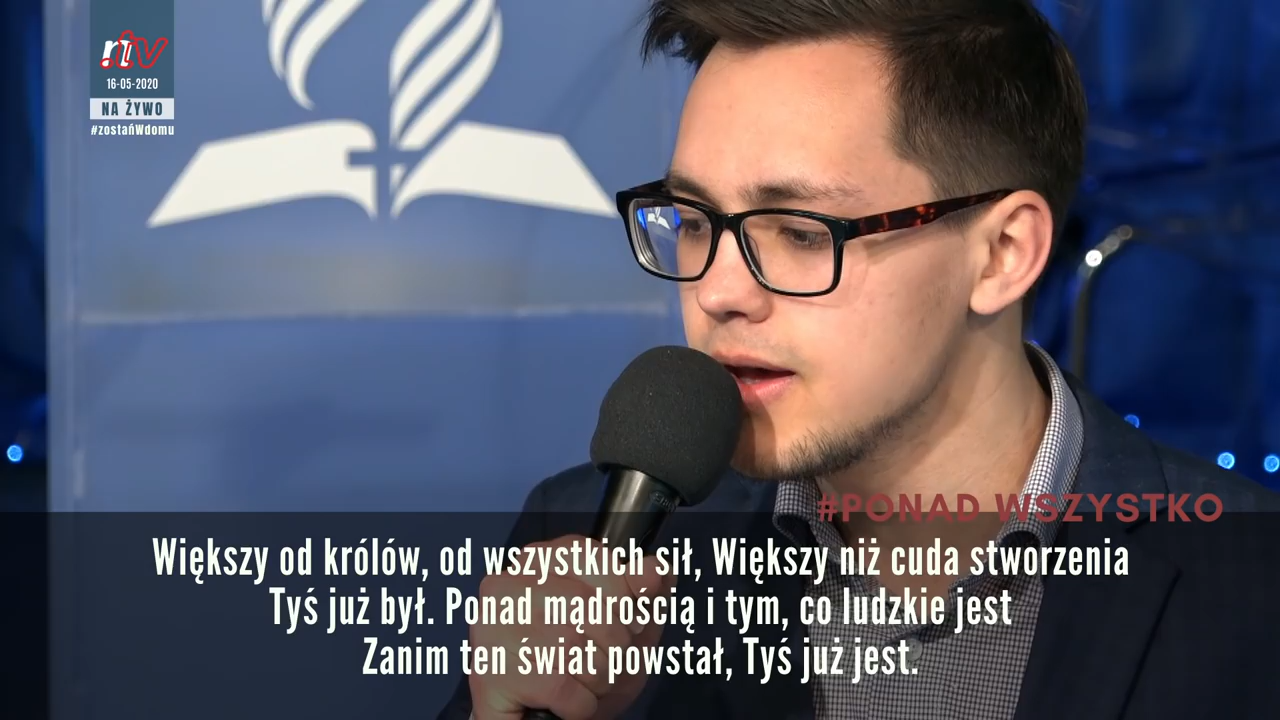 ntv
16-05-2020
NA ŻYWO
#zostańWdomu
#PONAD WSZYSTKO
Większy od królów, od wszystkich sił, Większy niż cuda stworzenia
Tyś już był. Ponad mądrością i tym, co ludzkie jest
Zanim ten świat powstał, Tyś już jest.